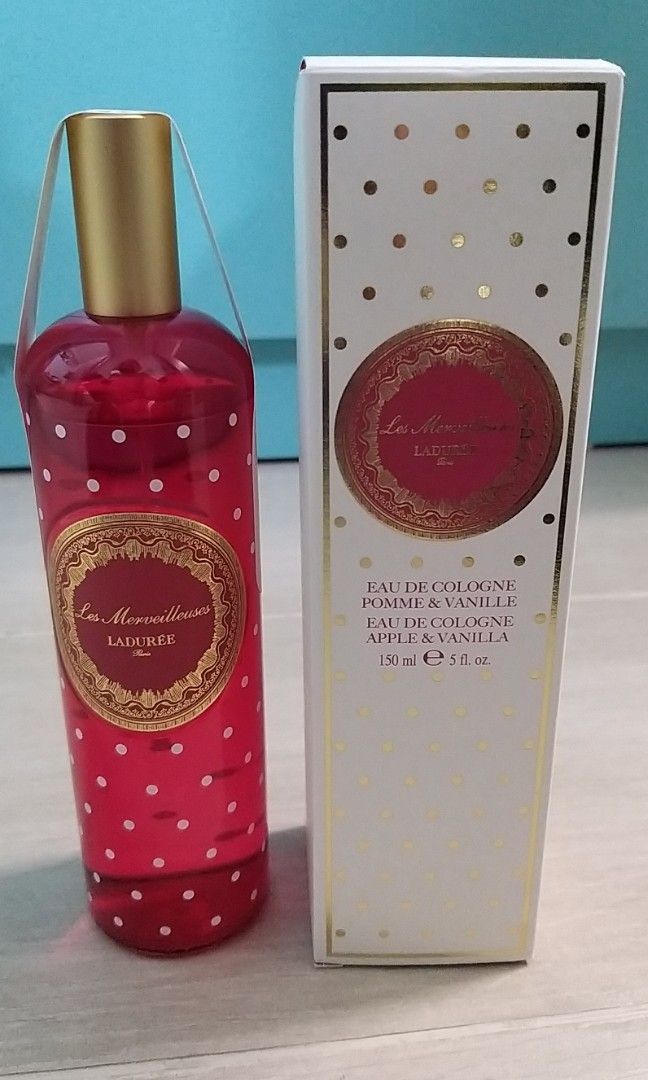 Les Merveilleuses
LADURÉE
Paris
Les Merveilleuses
LADURÉE
Paris
EAU DE COLOGNE
POMME & VANILLE
EAU DE COLOGNE
APPLE & VANILLA
150 ml ℮ 5 fl. oz.